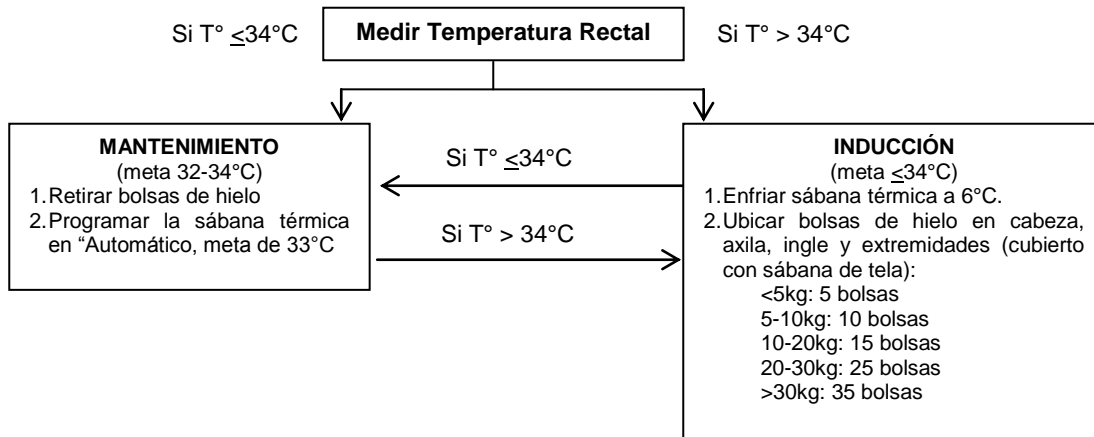 Si T° ≤34°C
Medir Temperatura Rectal
Si T° > 34°C
MANTENIMIENTO
(meta 32-34°C)
1.Retirar bolsas de hielo
2.Programar la sábana térmica
en “Automático, meta de 33°C
Si T° ≤34°C
Si T° > 34°C
INDUCCIÓN
(meta ≤34°C)
1.Enfriar sábana térmica a 6°C.
2.Ubicar bolsas de hielo en cabeza,
axila, ingle y extremidades (cubierto
con sábana de tela):
<5kg: 5 bolsas
5-10kg: 10 bolsas
10-20kg: 15 bolsas
20-30kg: 25 bolsas
>30kg: 35 bolsas